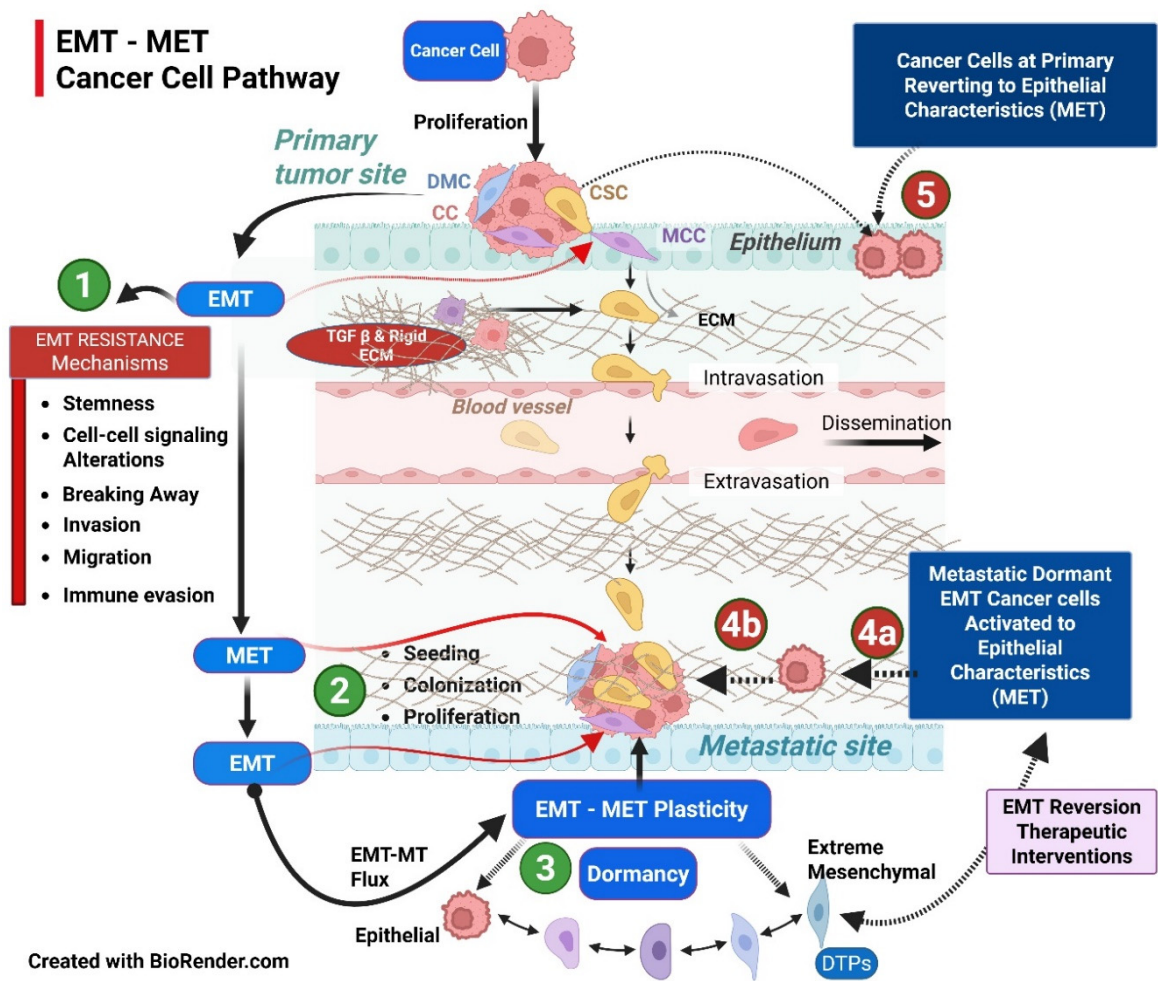 EMT - MET
Cancer Cell Pathway
Cancer Cell
Proliferation
Cancer Cells at Primary
Reverting to Epithelial
Characteristics (MET)
Primary
tumor site
DMC
CC
CSC
MCC
5
Epithelium
1
EMT
EMT RESISTANCE
Mechanisms
• Stemness
• Cell-cell signaling
Alterations
• Breaking Away
• Invasion
• Migration
• Immune evasion
TGF β & Rigid
ECM
ECM
Intravasation
Blood vessel
Dissemination
Extravasation
MET
2
• Seeding
• Colonization
• Proliferation
4b
4a
Metastatic Dormant
EMT Cancer cells
Activated to
Epithelial
Characteristics
(MET)
EMT
Metastatic site
EMT - MET Plasticity
3
Dormancy
EMT-MT
Flux
Epithelial
Extreme
Mesenchymal
DTPs
EMT Reversion
Therapeutic
Interventions
Created with BioRender.com